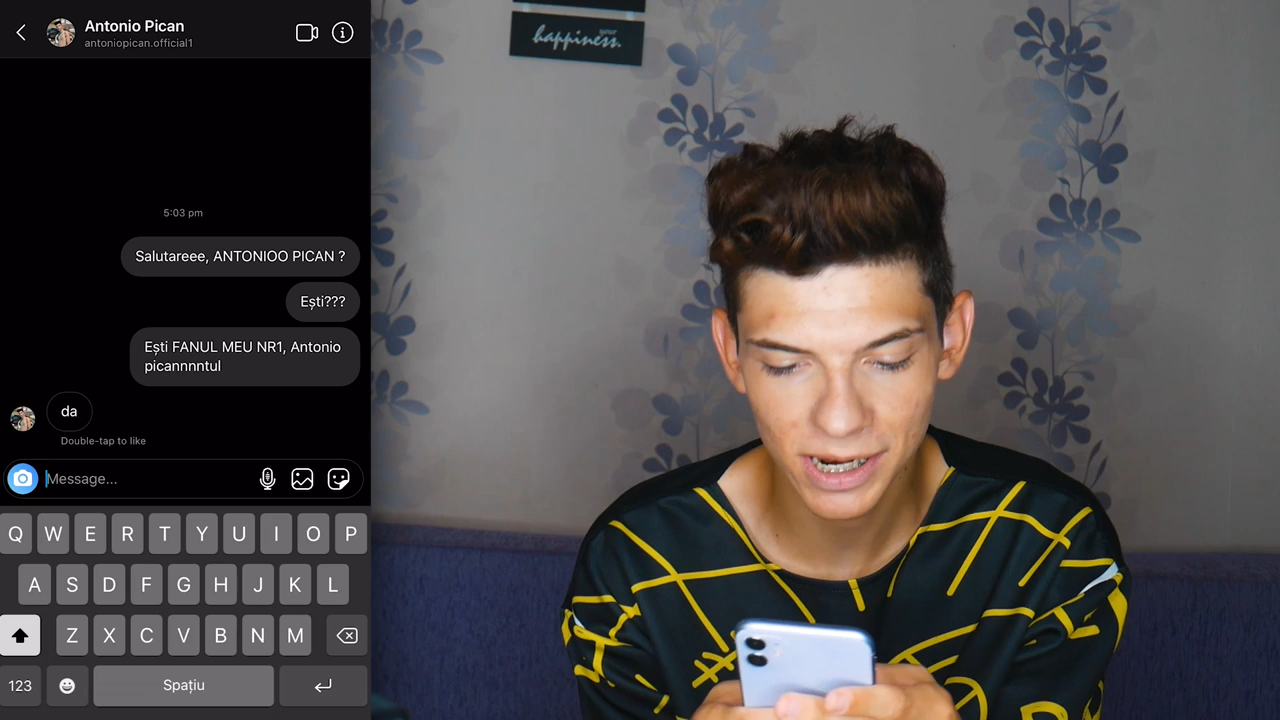 Antonio Pican
antoniopican.official1
your
happiness.
5:03 pm
Salutareee, ANTONIOO PICAN ?
Ești???
Ești FANUL MEU NR1, Antonio
picannnntul
da
Double-tap to like
Message...
Q W E R T Y U I O P
A S D F G H J K L
Z X C V B N M
123 Spațiu